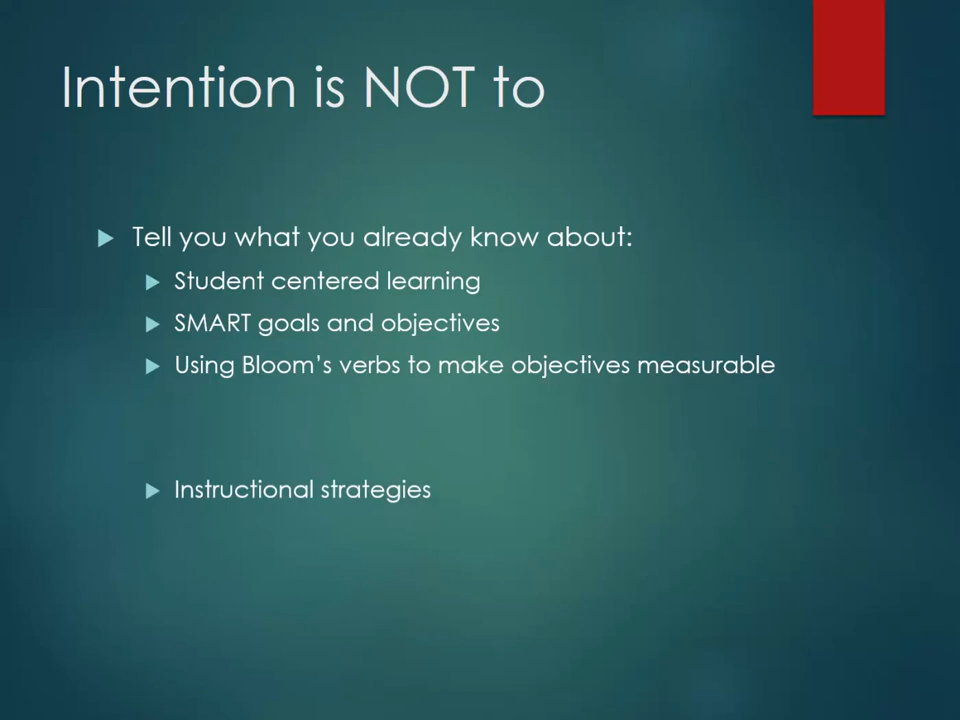 Intention is NOT to
Tell you what you already know about:
Student centered learning
SMART goals and objectives
Using Bloom’s verbs to make objectives measurable
Instructional strategies